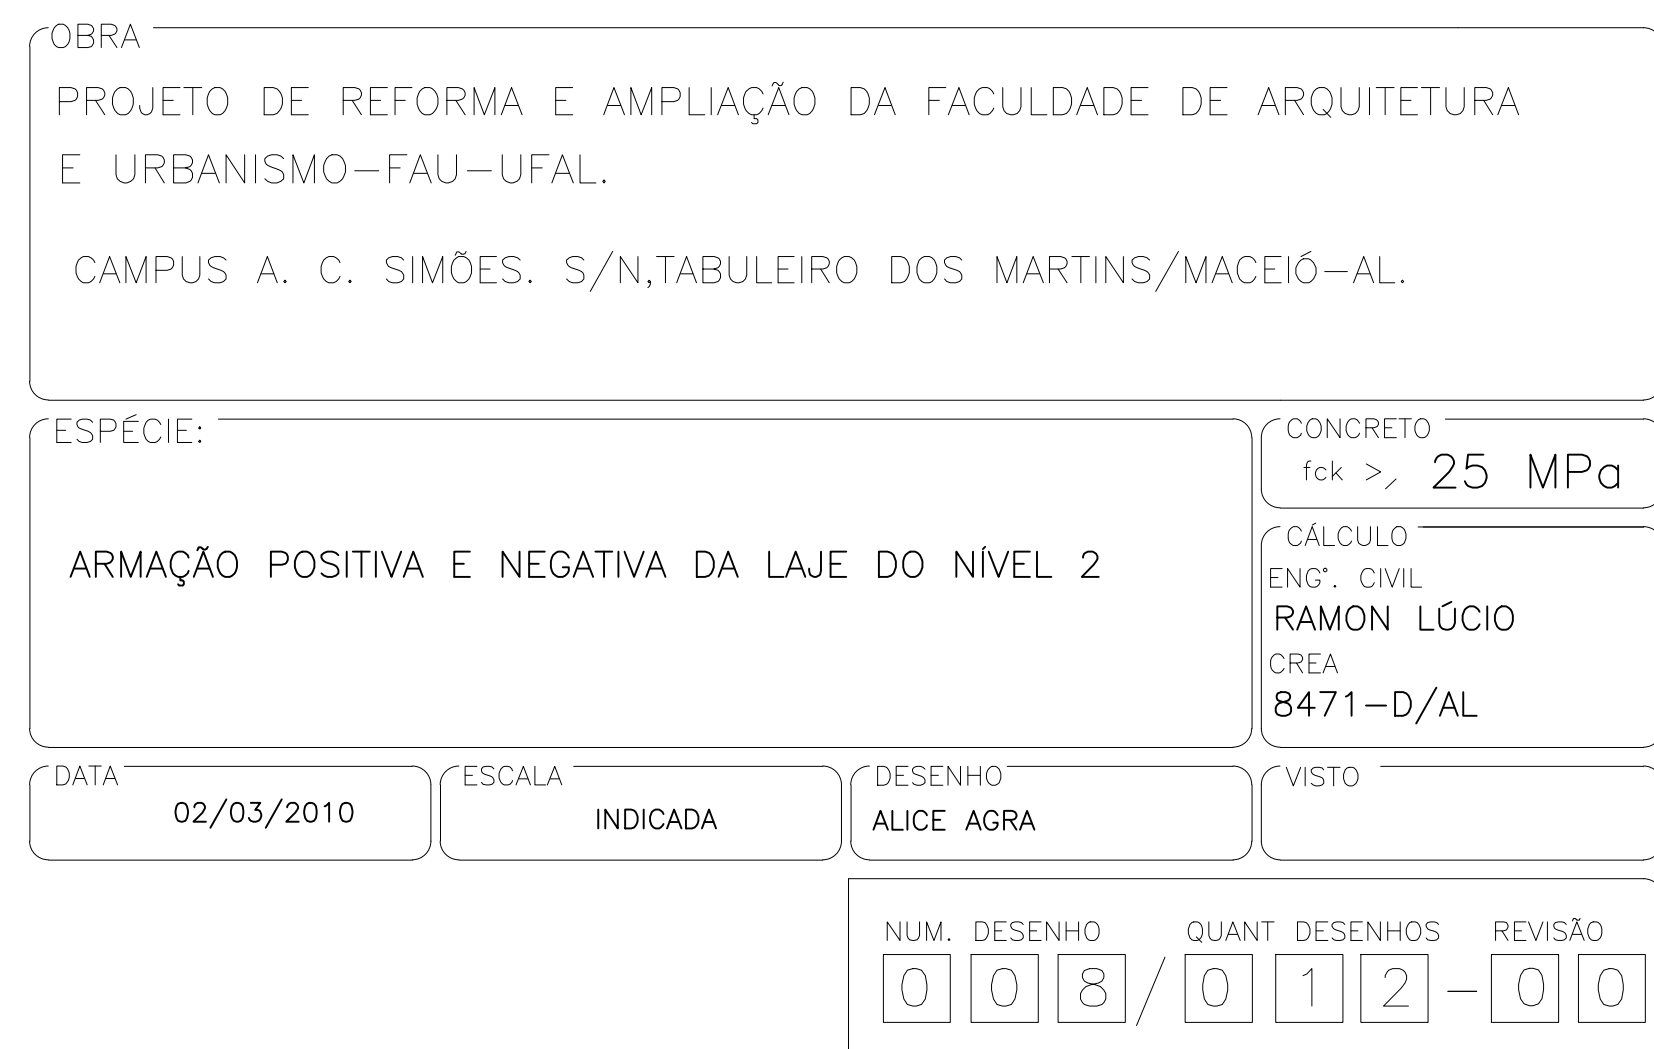 OBRA
PROJETO DE REFORMA E AMPLIAÇÃO DA FACULDADE DE ARQUITETURA
E URBANISMO-FAU-UFAL.
CAMPUS A. C. SIMÕES. S/N,TABULEIRO DOS MARTINS/MACEIÓ-AL.
ESPÉCIE:
ARMAÇÃO POSITIVA E NEGATIVA DA LAJE DO NÍVEL 2
CONCRETO
fck >, 25 MPa
CÁLCULO
ENG°. CIVIL
RAMON LÚCIO
CREA
8471-D/AL
DATA
02/03/2010
ESCALA
INDICADA
DESENHO
ALICE AGRA
VISTO
NUM. DESENHO QUANT DESENHOS REVISÃO
008/012-00